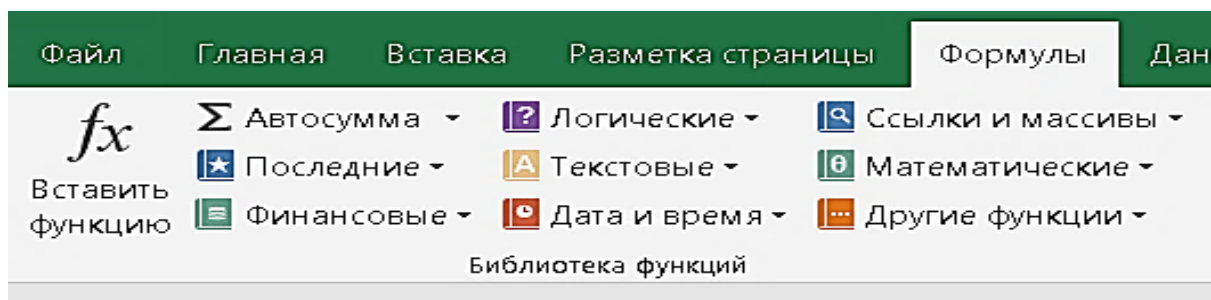 Файл Главная Вставка Разметка страницы Формулы Дан
fx Σ Автосумма Логические Ссылки и массивы
Последние Текстовые Математические
Вставить
функцию Финансовые Дата и время Другие функции
Библиотека функций